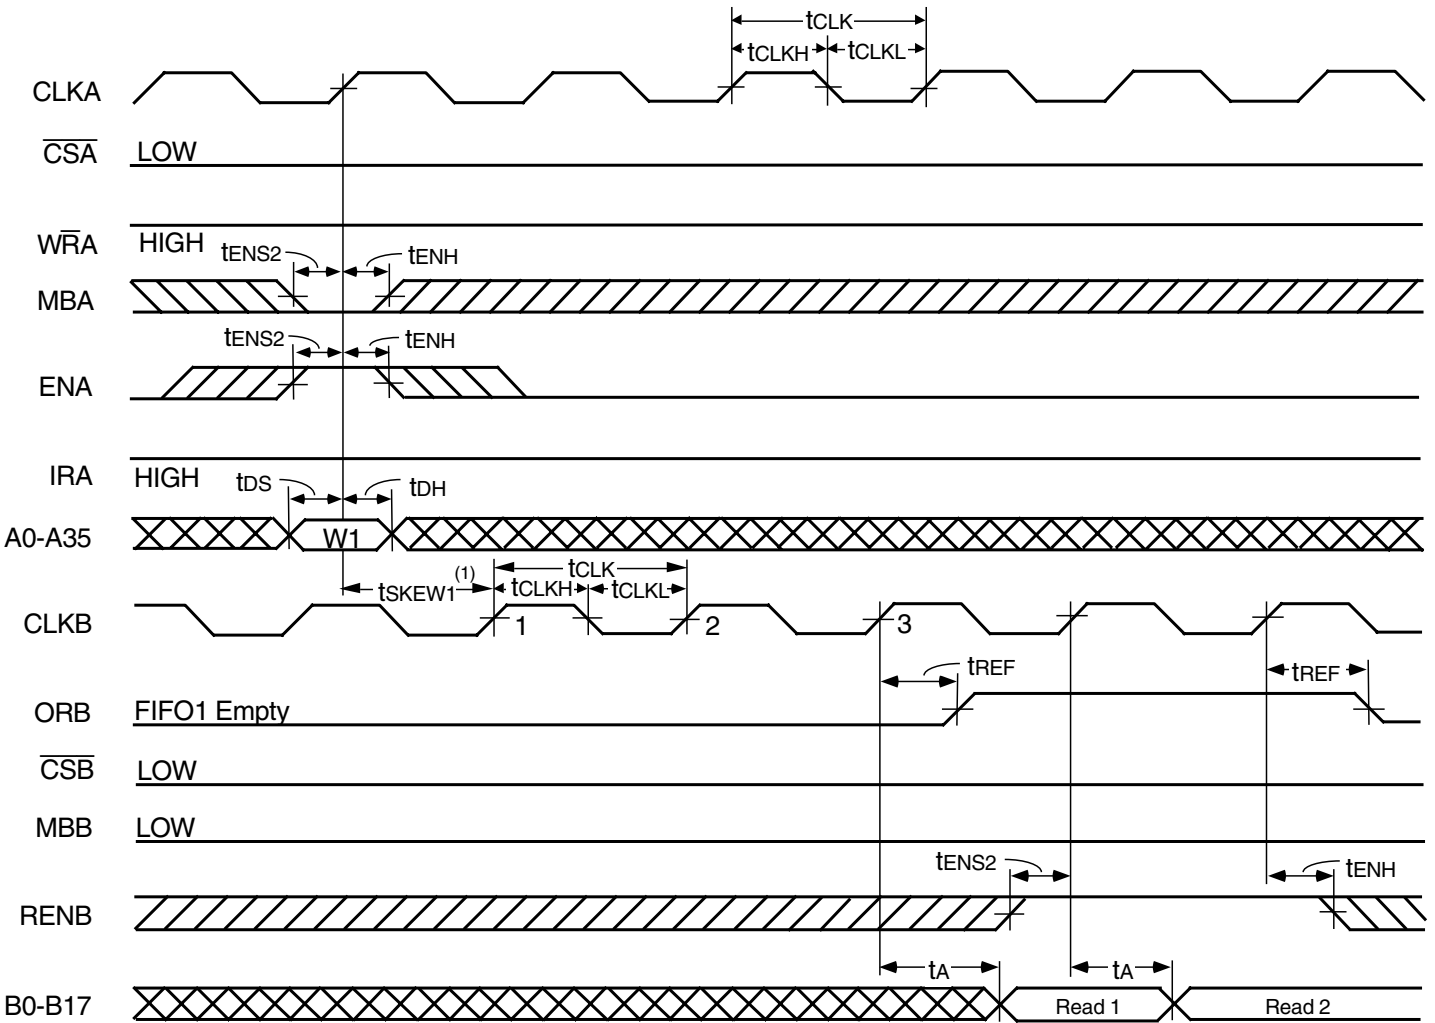 tCLK
tCLKH tCLKL
CLKA
CSA LOW
WRA HIGH
tENS2 tENH
MBA
tENS2 tENH
ENA
IRA HIGH
tDS tDH
A0-A35 W1
tSKEW1 (1) tCLK
tCLKH tCLKL
CLKB 1 2 3
tREF tREF
ORB FIFO1 Empty
CSB LOW
MBB LOW
tENS2 tENH
RENB
tA tA
B0-B17 Read 1 Read 2